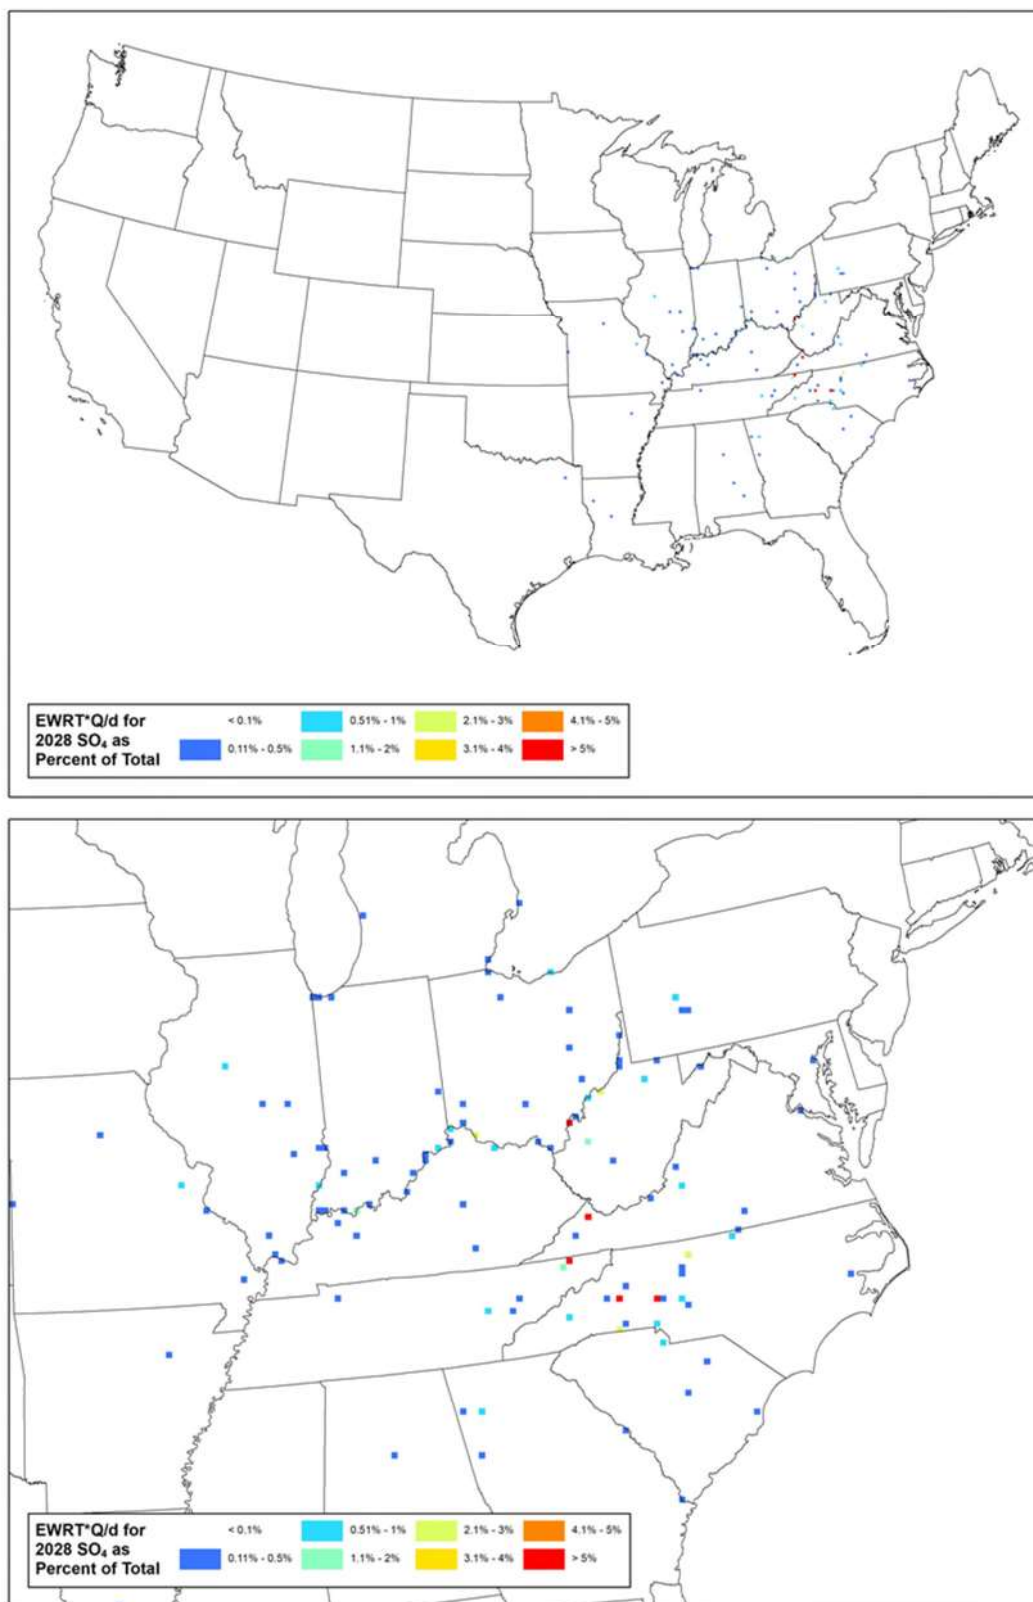 EWRT*Q/d for
2028 SO₄ as
Percent of Total
< 0.1%
0.51% - 1%
2.1% - 3%
4.1% - 5%
0.11% - 0.5%
1.1% - 2%
3.1% - 4%
> 5%
EWRT*Q/d for
2028 SO₄ as
Percent of Total
< 0.1%
0.51% - 1%
2.1% - 3%
4.1% - 5%
0.11% - 0.5%
1.1% - 2%
3.1% - 4%
> 5%